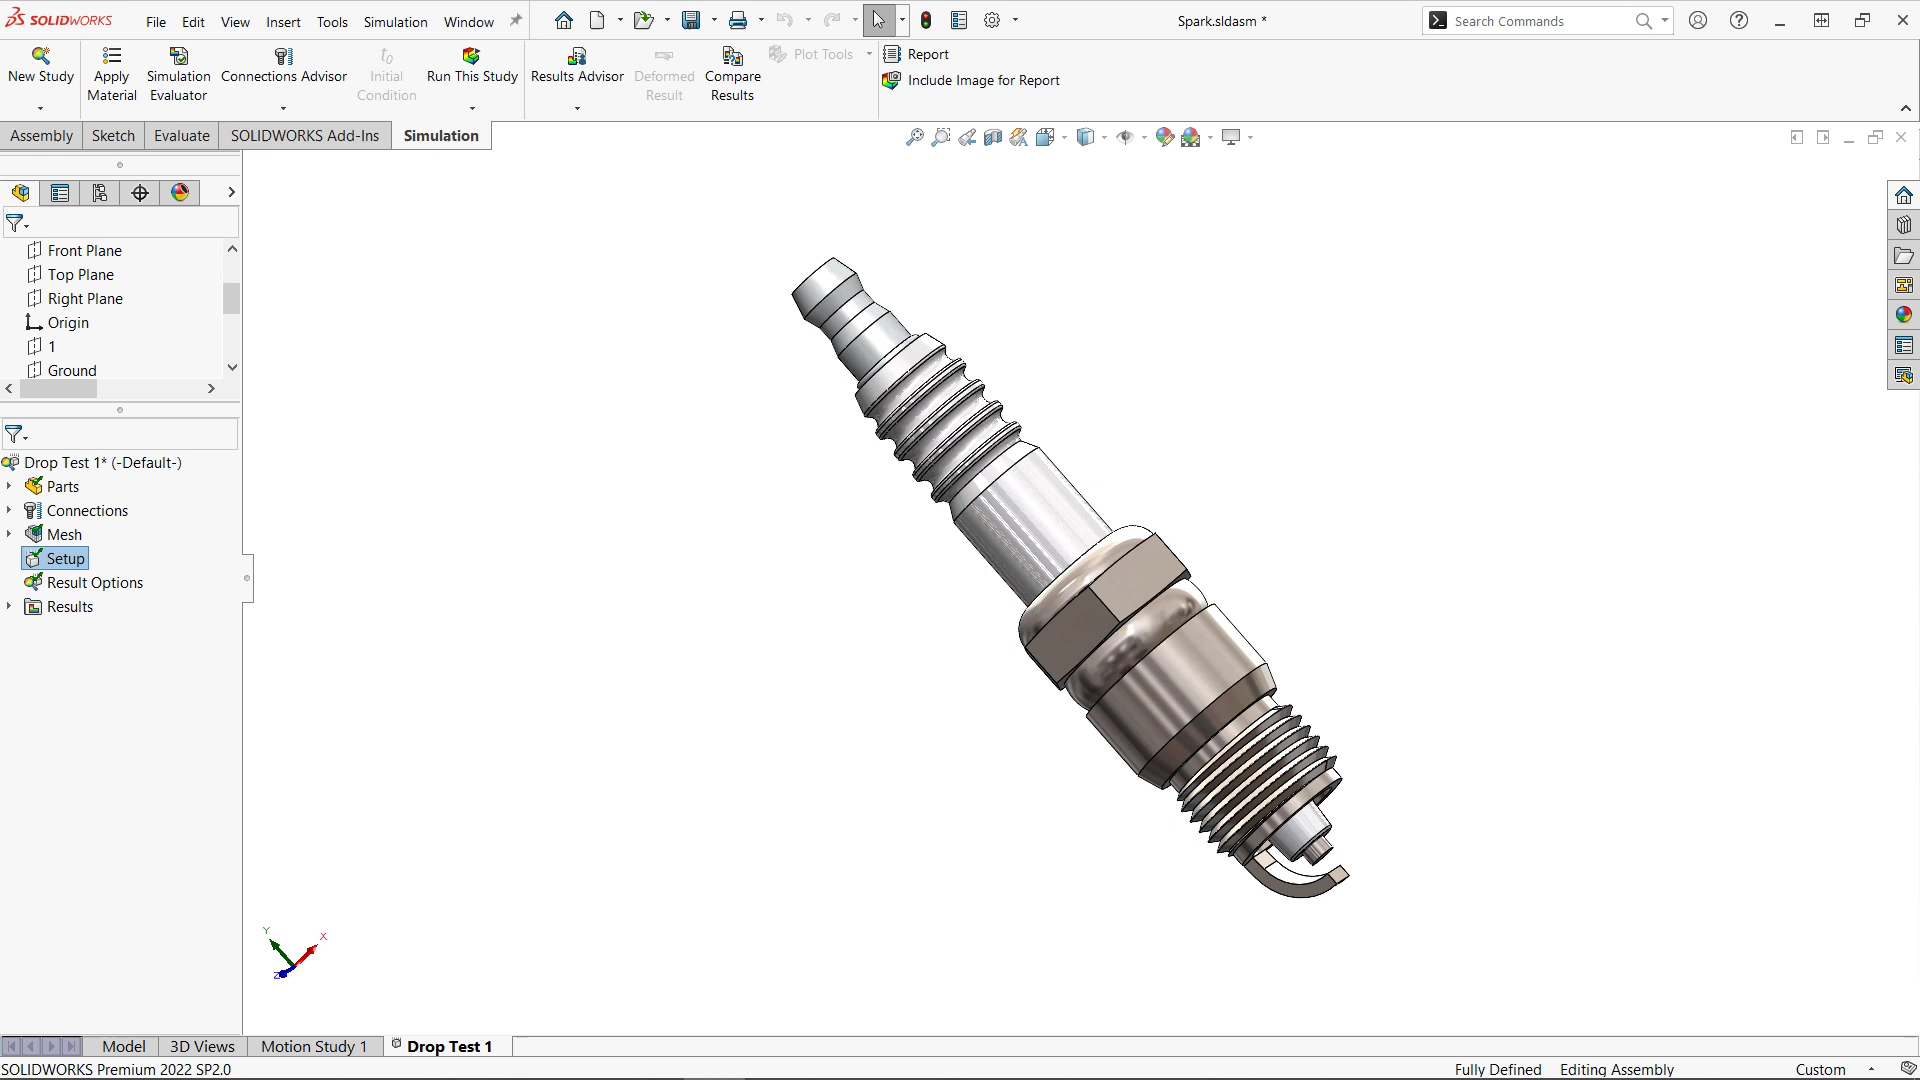 SOLIDWORKS File Edit View Insert Tools Simulation Window Spark.sldasm * Search Commands
New Study
Apply Material
Simulation Evaluator
Connections Advisor
Initial Condition
Run This Study
Results Advisor
Deformed Result
Compare Results
Plot Tools
Report
Include Image for Report
Assembly Sketch Evaluate SOLIDWORKS Add-Ins Simulation
Front Plane
Top Plane
Right Plane
Origin
1
Ground
Drop Test 1* (-Default-)
Parts
Connections
Mesh
Setup
Result Options
Results
Y
X
Z
Model 3D Views Motion Study 1 Drop Test 1
SOLIDWORKS Premium 2022 SP2.0 Fully Defined Editing Assembly Custom